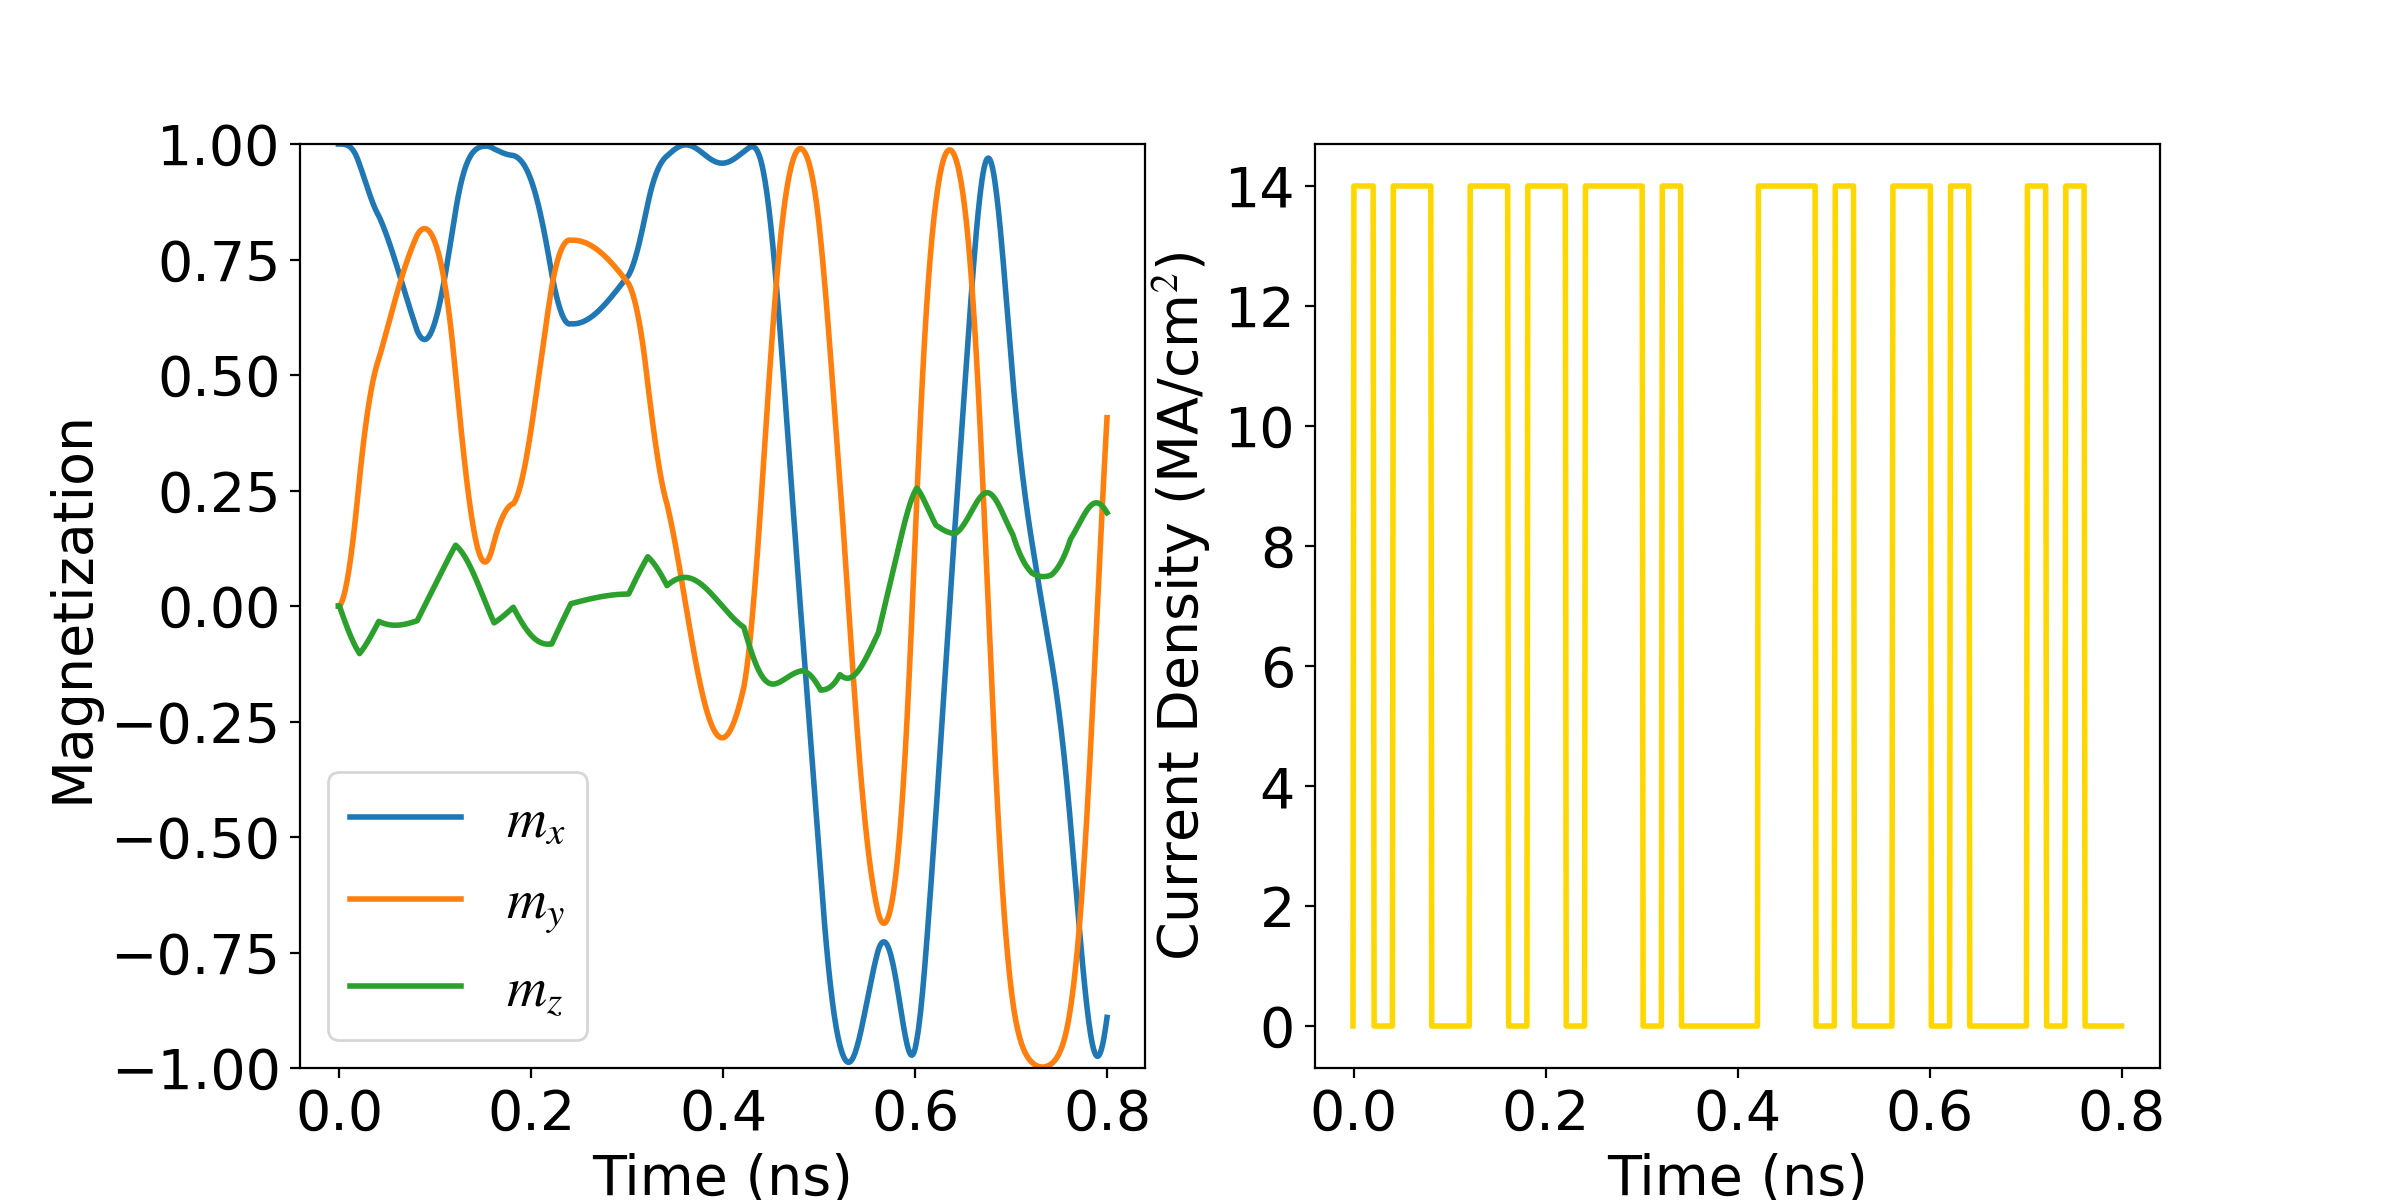 Magnetization
1.00
0.75
0.50
0.25
0.00
−0.25
−0.50
−0.75
−1.00
m_x
m_y
m_z
0.0 0.2 0.4 0.6 0.8
Time (ns)
Current Density (MA/cm²)
14
12
10
8
6
4
2
0
0.0 0.2 0.4 0.6 0.8
Time (ns)